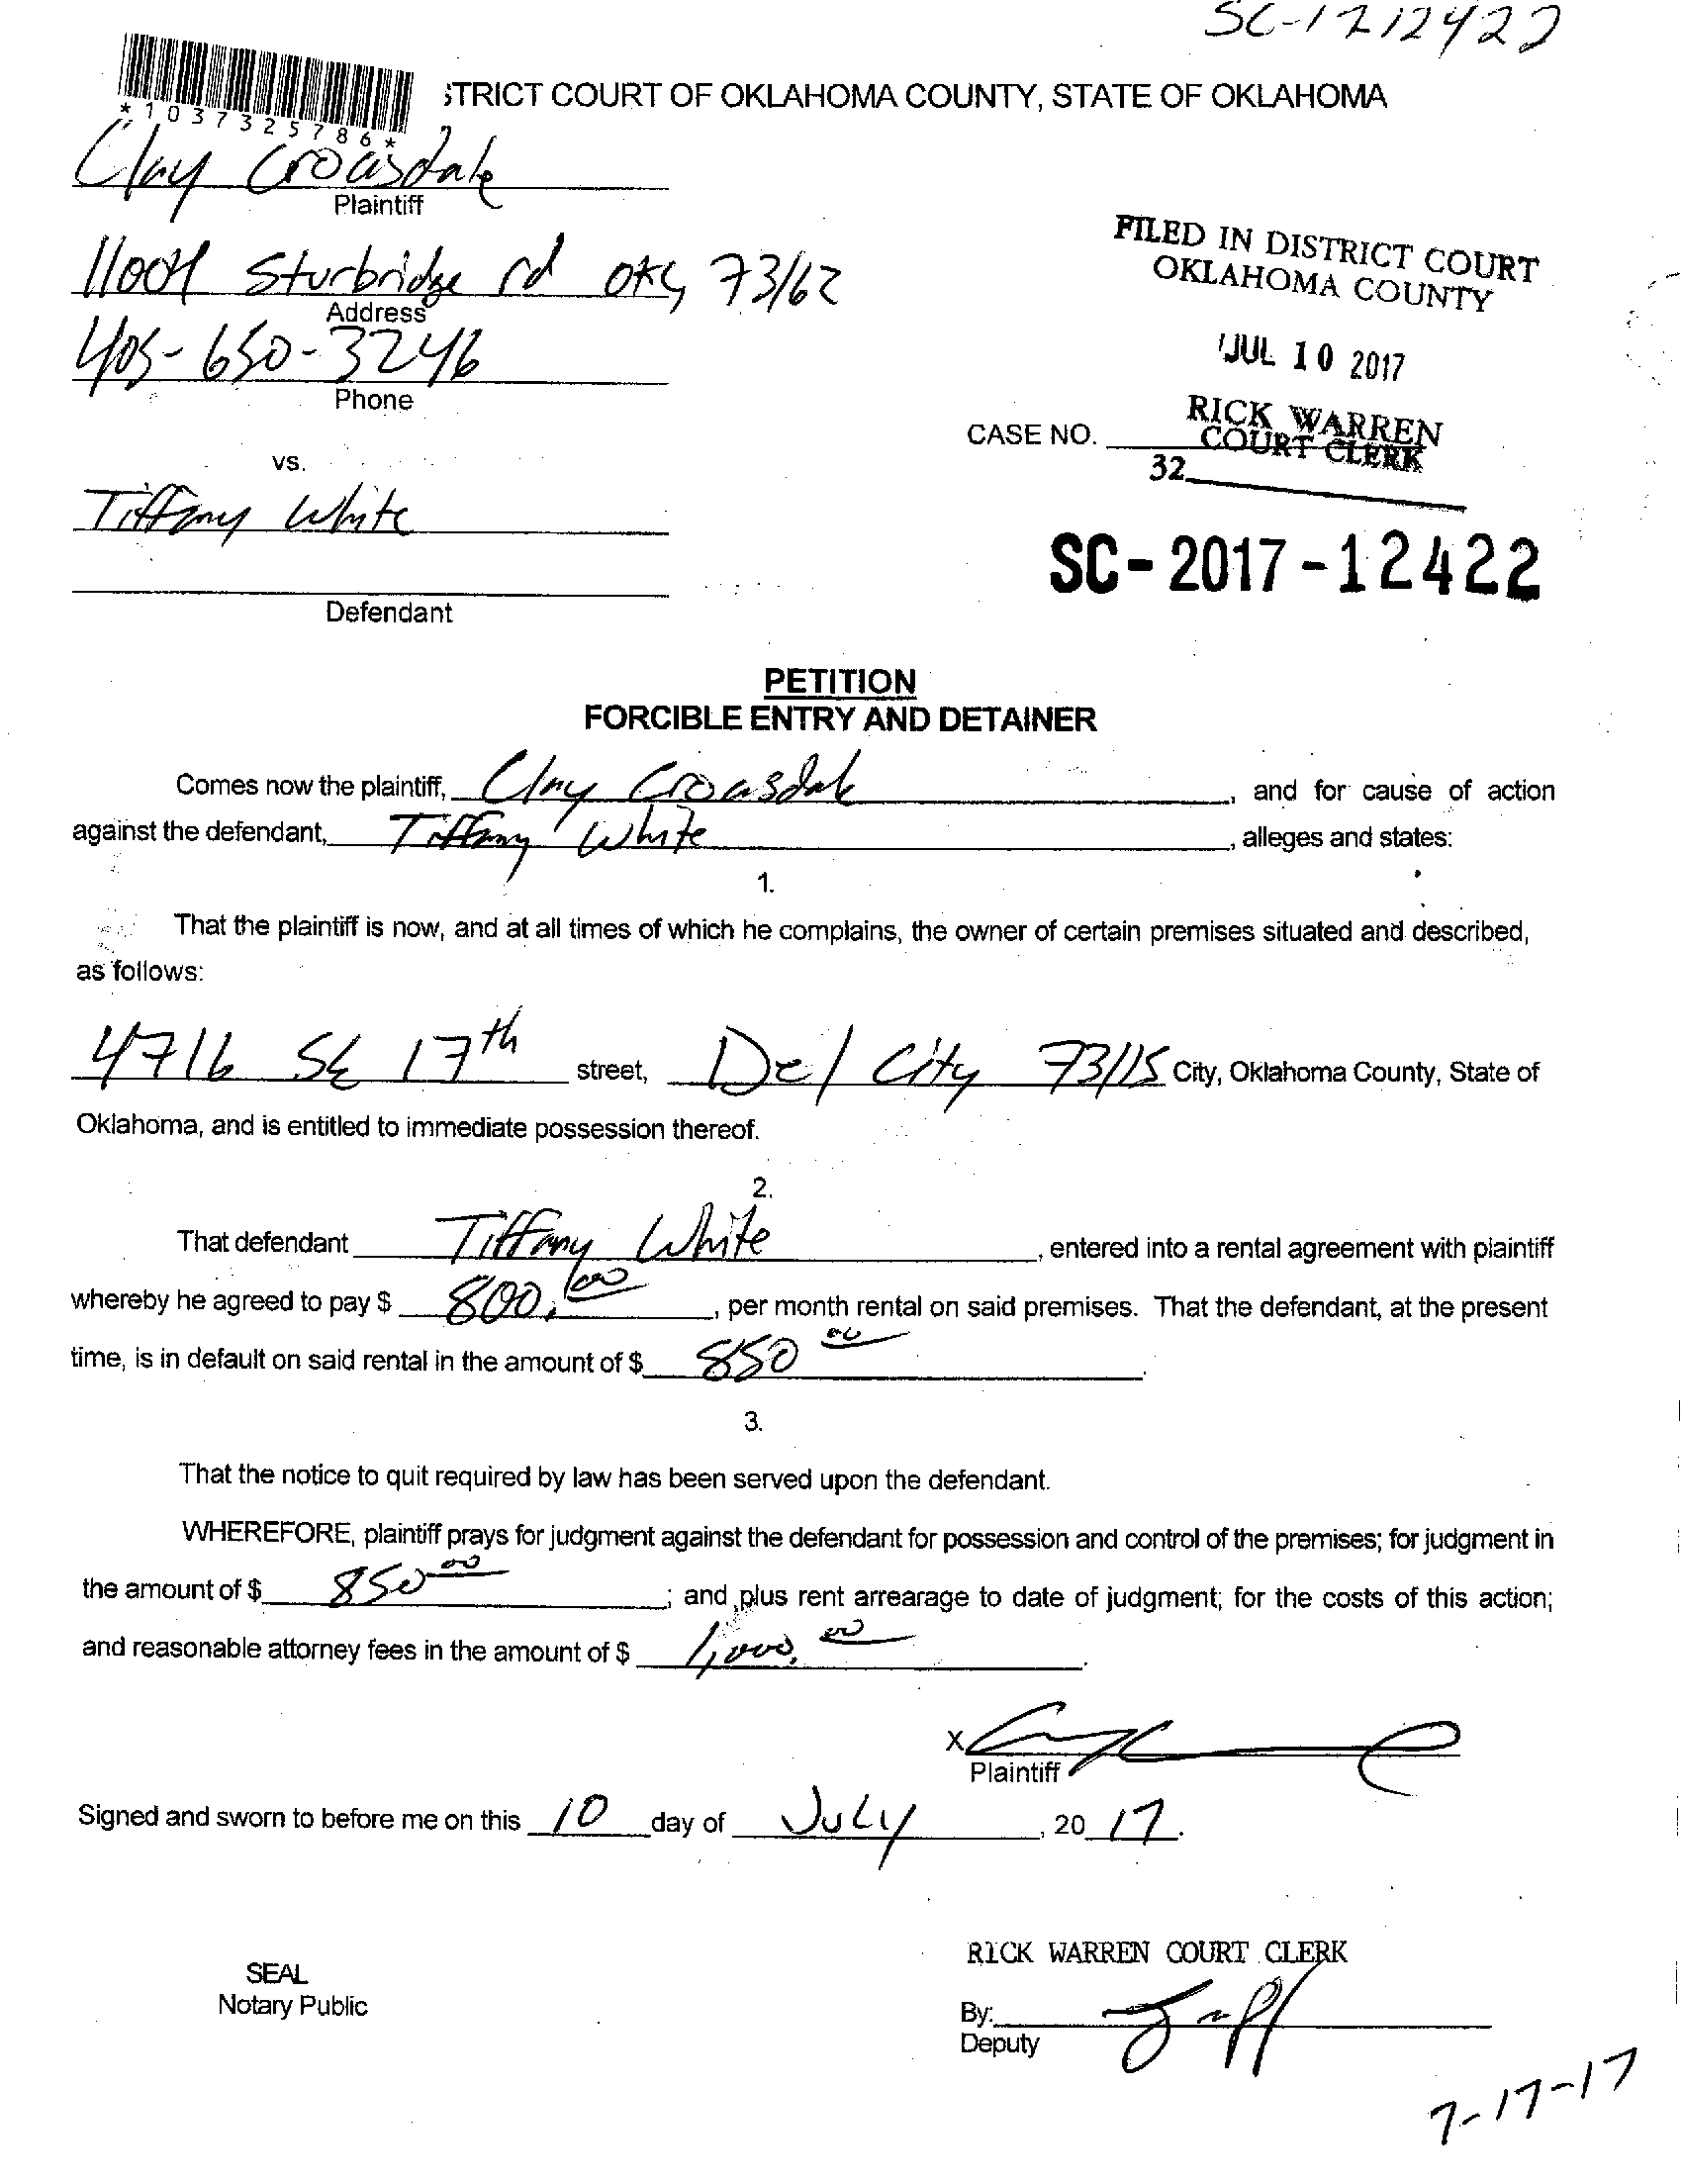 SC-1712422
*1037325786*
STRICT COURT OF OKLAHOMA COUNTY, STATE OF OKLAHOMA
Clay Croasdale
Plaintiff
11004 Sturbridge rd OKC 73162
Address
405-650-3246
Phone
FILED IN DISTRICT COURT
OKLAHOMA COUNTY
JUL 10 2017
RICK WARREN
COURT CLERK
CASE NO.
32
vs.
Tiffany White
Defendant
SC-2017-12422
PETITION
FORCIBLE ENTRY AND DETAINER
Comes now the plaintiff, Clay Croasdale, and for cause of action
against the defendant, Tiffany White, alleges and states:
1.
That the plaintiff is now, and at all times of which he complains, the owner of certain premises situated and described,
as follows:
4716 SE 17th street, Del City 73115 City, Oklahoma County, State of
Oklahoma, and is entitled to immediate possession thereof.
2.
That defendant Tiffany White, entered into a rental agreement with plaintiff
whereby he agreed to pay $ 800.00, per month rental on said premises. That the defendant, at the present
time, is in default on said rental in the amount of $ 850 00.
3.
That the notice to quit required by law has been served upon the defendant.
WHEREFORE, plaintiff prays for judgment against the defendant for possession and control of the premises; for judgment in
the amount of $ 850 00; and plus rent arrearage to date of judgment; for the costs of this action;
and reasonable attorney fees in the amount of $ 1,000.00.
X
Plaintiff
Signed and sworn to before me on this 10 day of JuLy, 20 17.
SEAL
Notary Public
RICK WARREN COURT CLERK
By:
Deputy
7-17-17